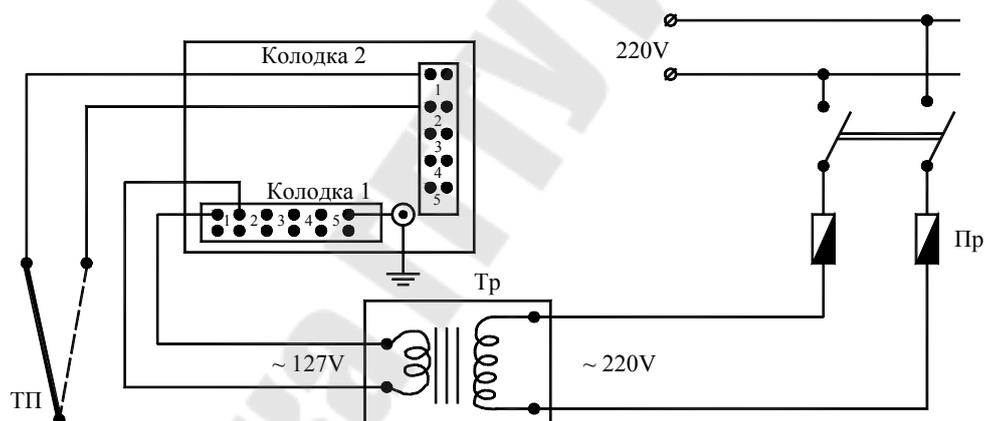 Колодка 2
220V
1
2
3
4
5
Колодка 1
1 2 3 4 5
Пр
Тр
~ 127V
~ 220V
ТП